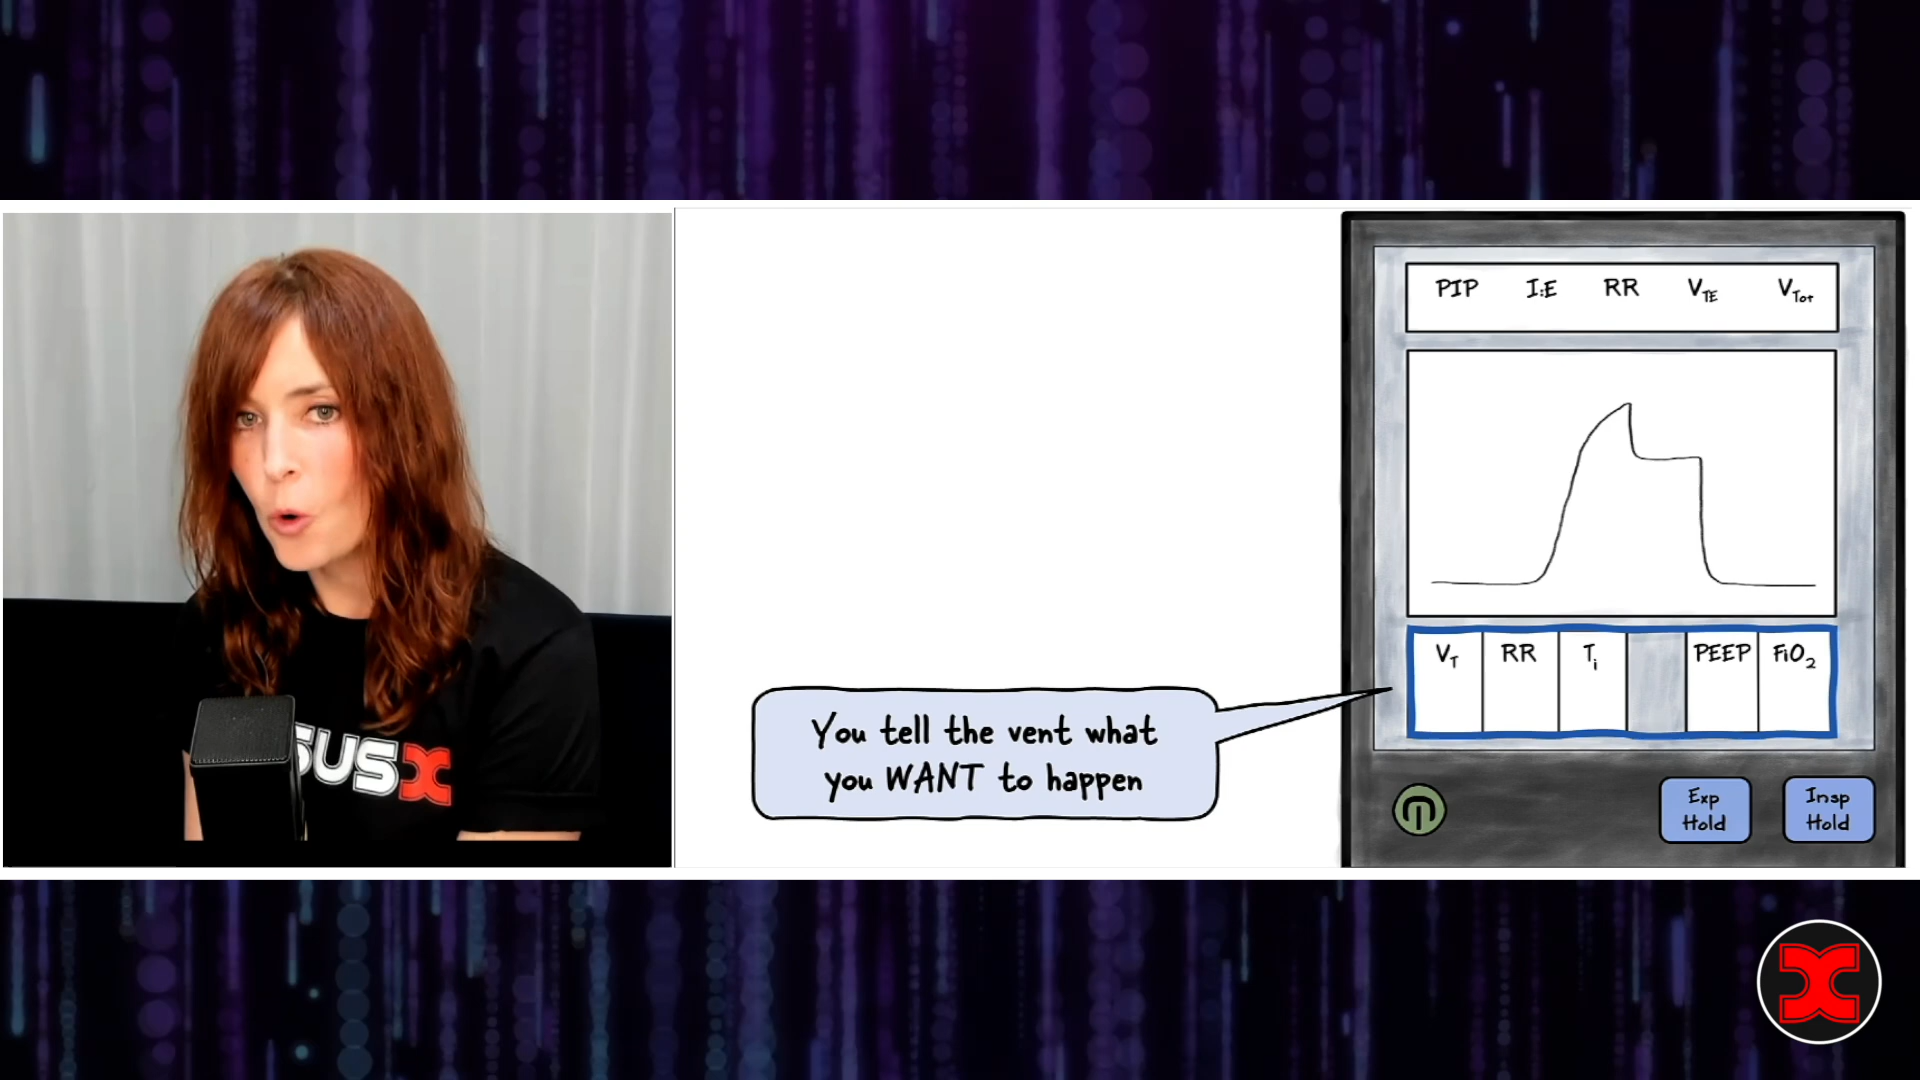 PIP I:E RR VTE VTot
VT RR Ti PEEP FiO2
You tell the vent what
you WANT to happen
Exp
Hold
Insp
Hold
SUSX